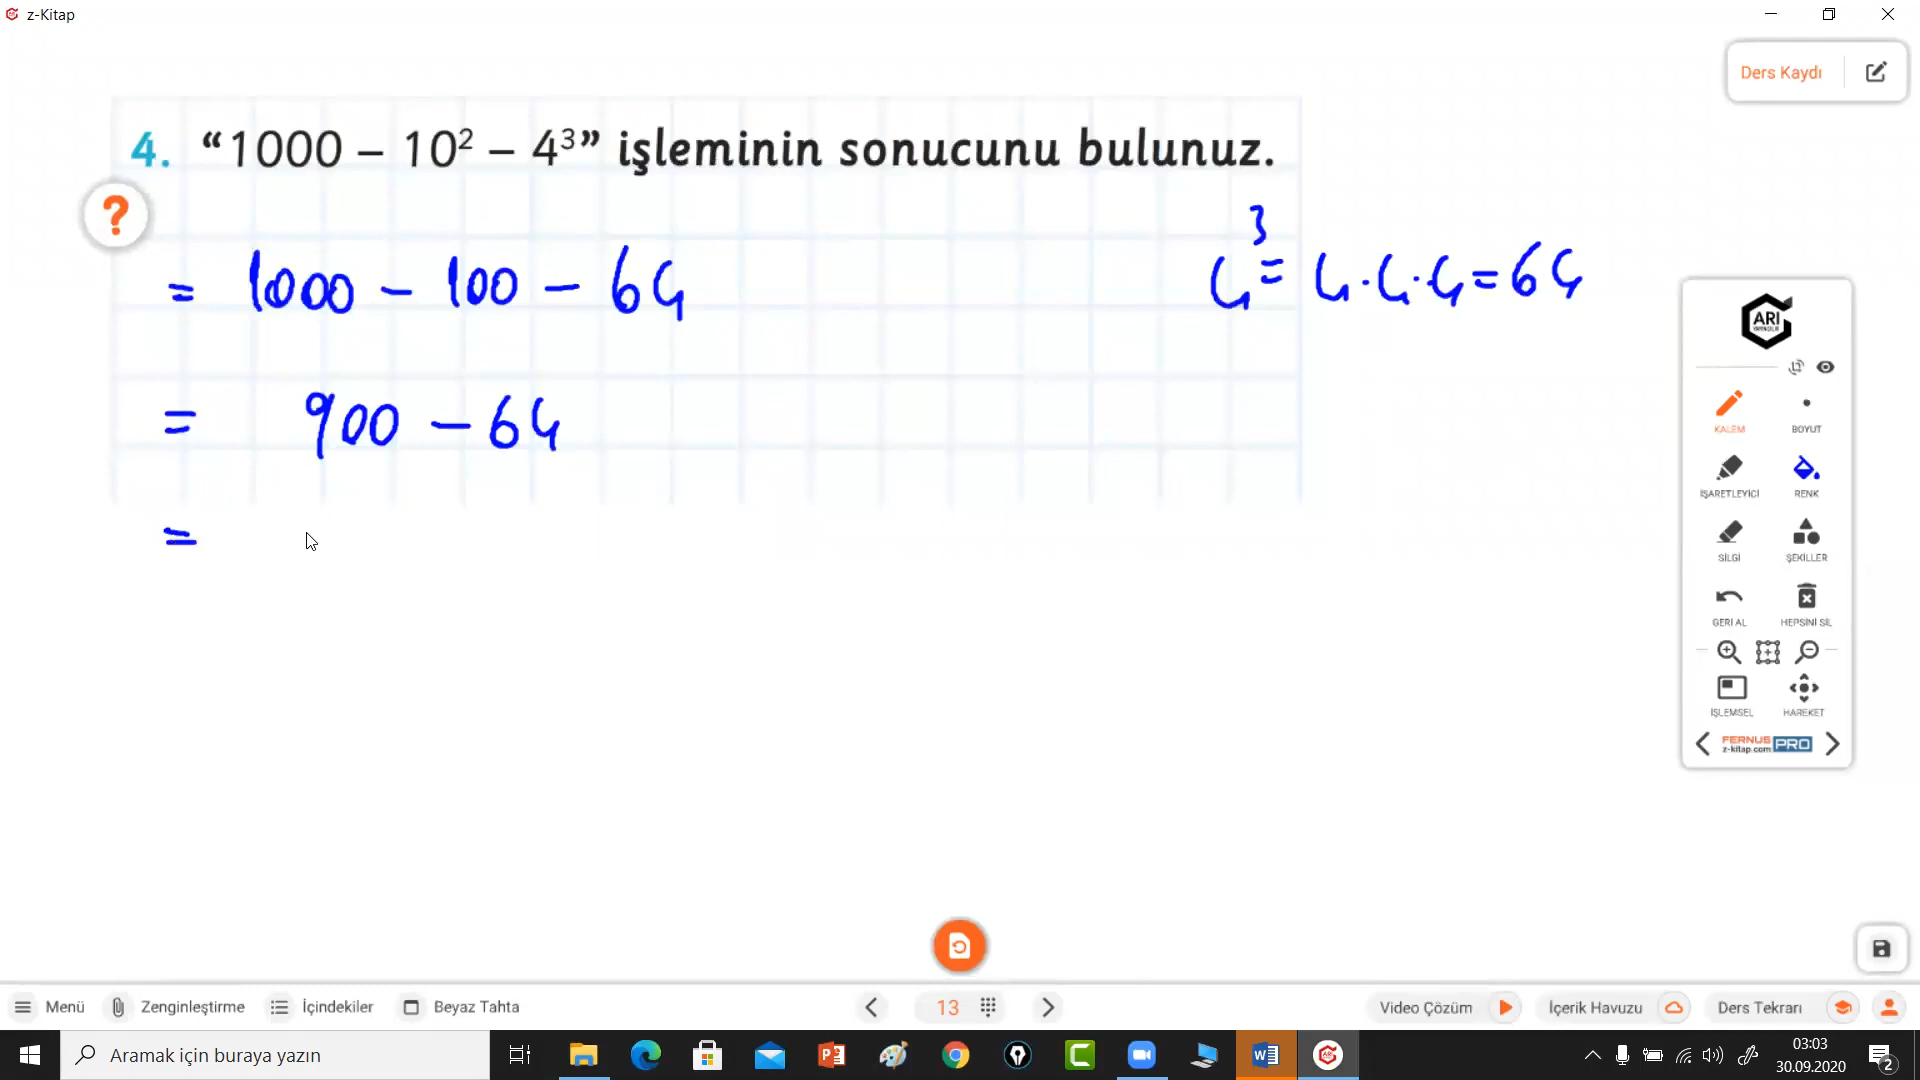 z-Kitap
Ders Kaydı
4. “1000 – 10² – 4³” işleminin sonucunu bulunuz.
?
= 1000 – 100 – 64
4³ = 4·4·4 = 64
= 900 – 64
=
ARI
YAYINCILIK
KALEM BOYUT
İŞARETLEYİCİ RENK
SİLGİ ŞEKİLLER
GERİ AL HEPSİNİ SİL
İŞLEMSEL HAREKET
FERNUS
z-kitap.com PRO
Menü Zenginleştirme İçindekiler Beyaz Tahta 13 Video Çözüm İçerik Havuzu Ders Tekrarı
Aramak için buraya yazın
03:03
30.09.2020
2